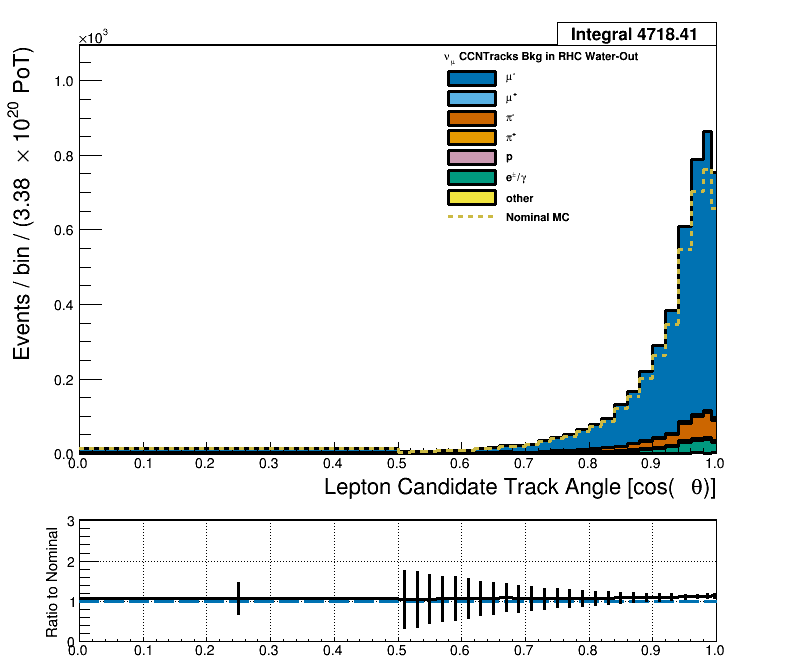 Integral 4718.41
×10³
ν_μ CCNTracks Bkg in RHC Water-Out
μ⁻
μ⁺
π⁻
π⁺
p
e^±/γ
other
Nominal MC
Events / bin / (3.38 × 10²⁰ PoT)
1.0
0.8
0.6
0.4
0.2
0.0
0.0 0.1 0.2 0.3 0.4 0.5 0.6 0.7 0.8 0.9 1.0
Lepton Candidate Track Angle [cos( θ)]
Ratio to Nominal
3
2
1
0
0.0 0.1 0.2 0.3 0.4 0.5 0.6 0.7 0.8 0.9 1.0